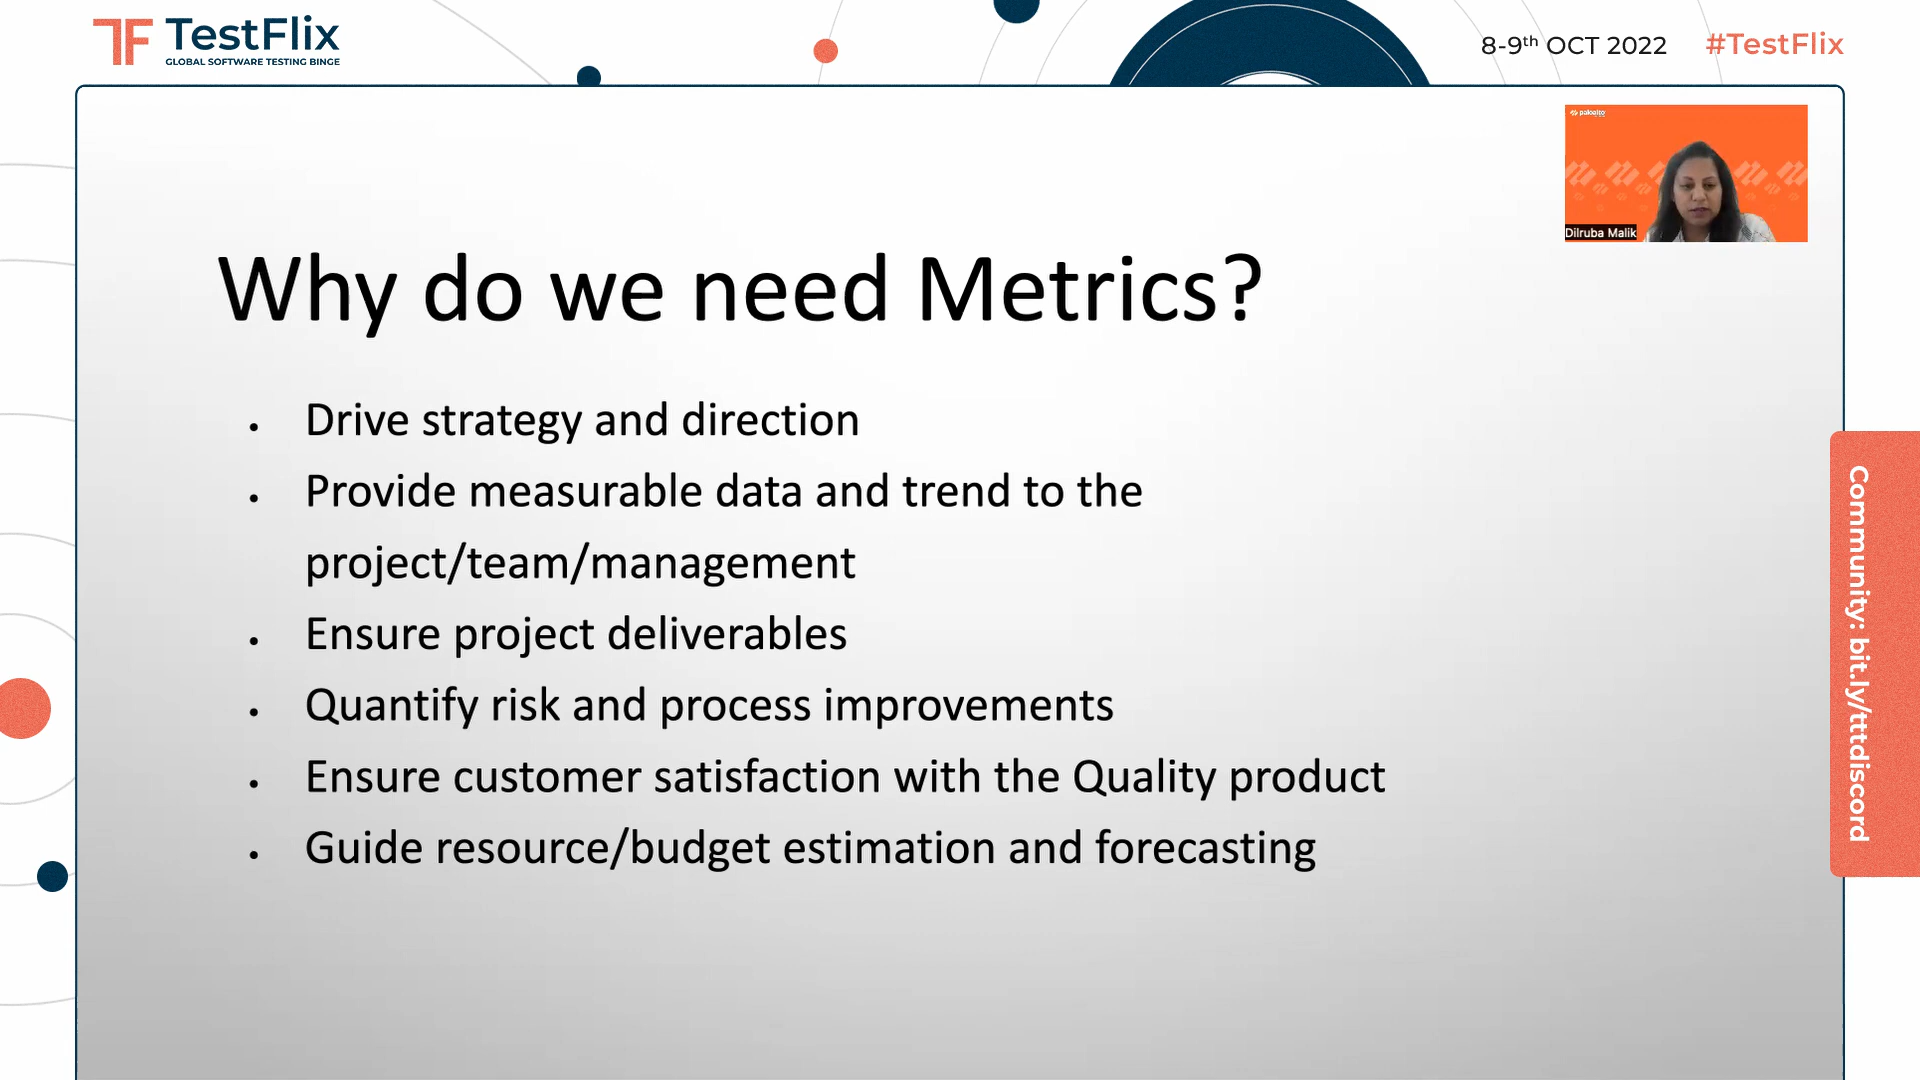 TestFlix
GLOBAL SOFTWARE TESTING BINGE
8-9th OCT 2022
#TestFlix
paloalto
Dilruba Malik
Why do we need Metrics?
• Drive strategy and direction
• Provide measurable data and trend to the
project/team/management
• Ensure project deliverables
• Quantify risk and process improvements
• Ensure customer satisfaction with the Quality product
• Guide resource/budget estimation and forecasting
Community: bit.ly/tttdiscord